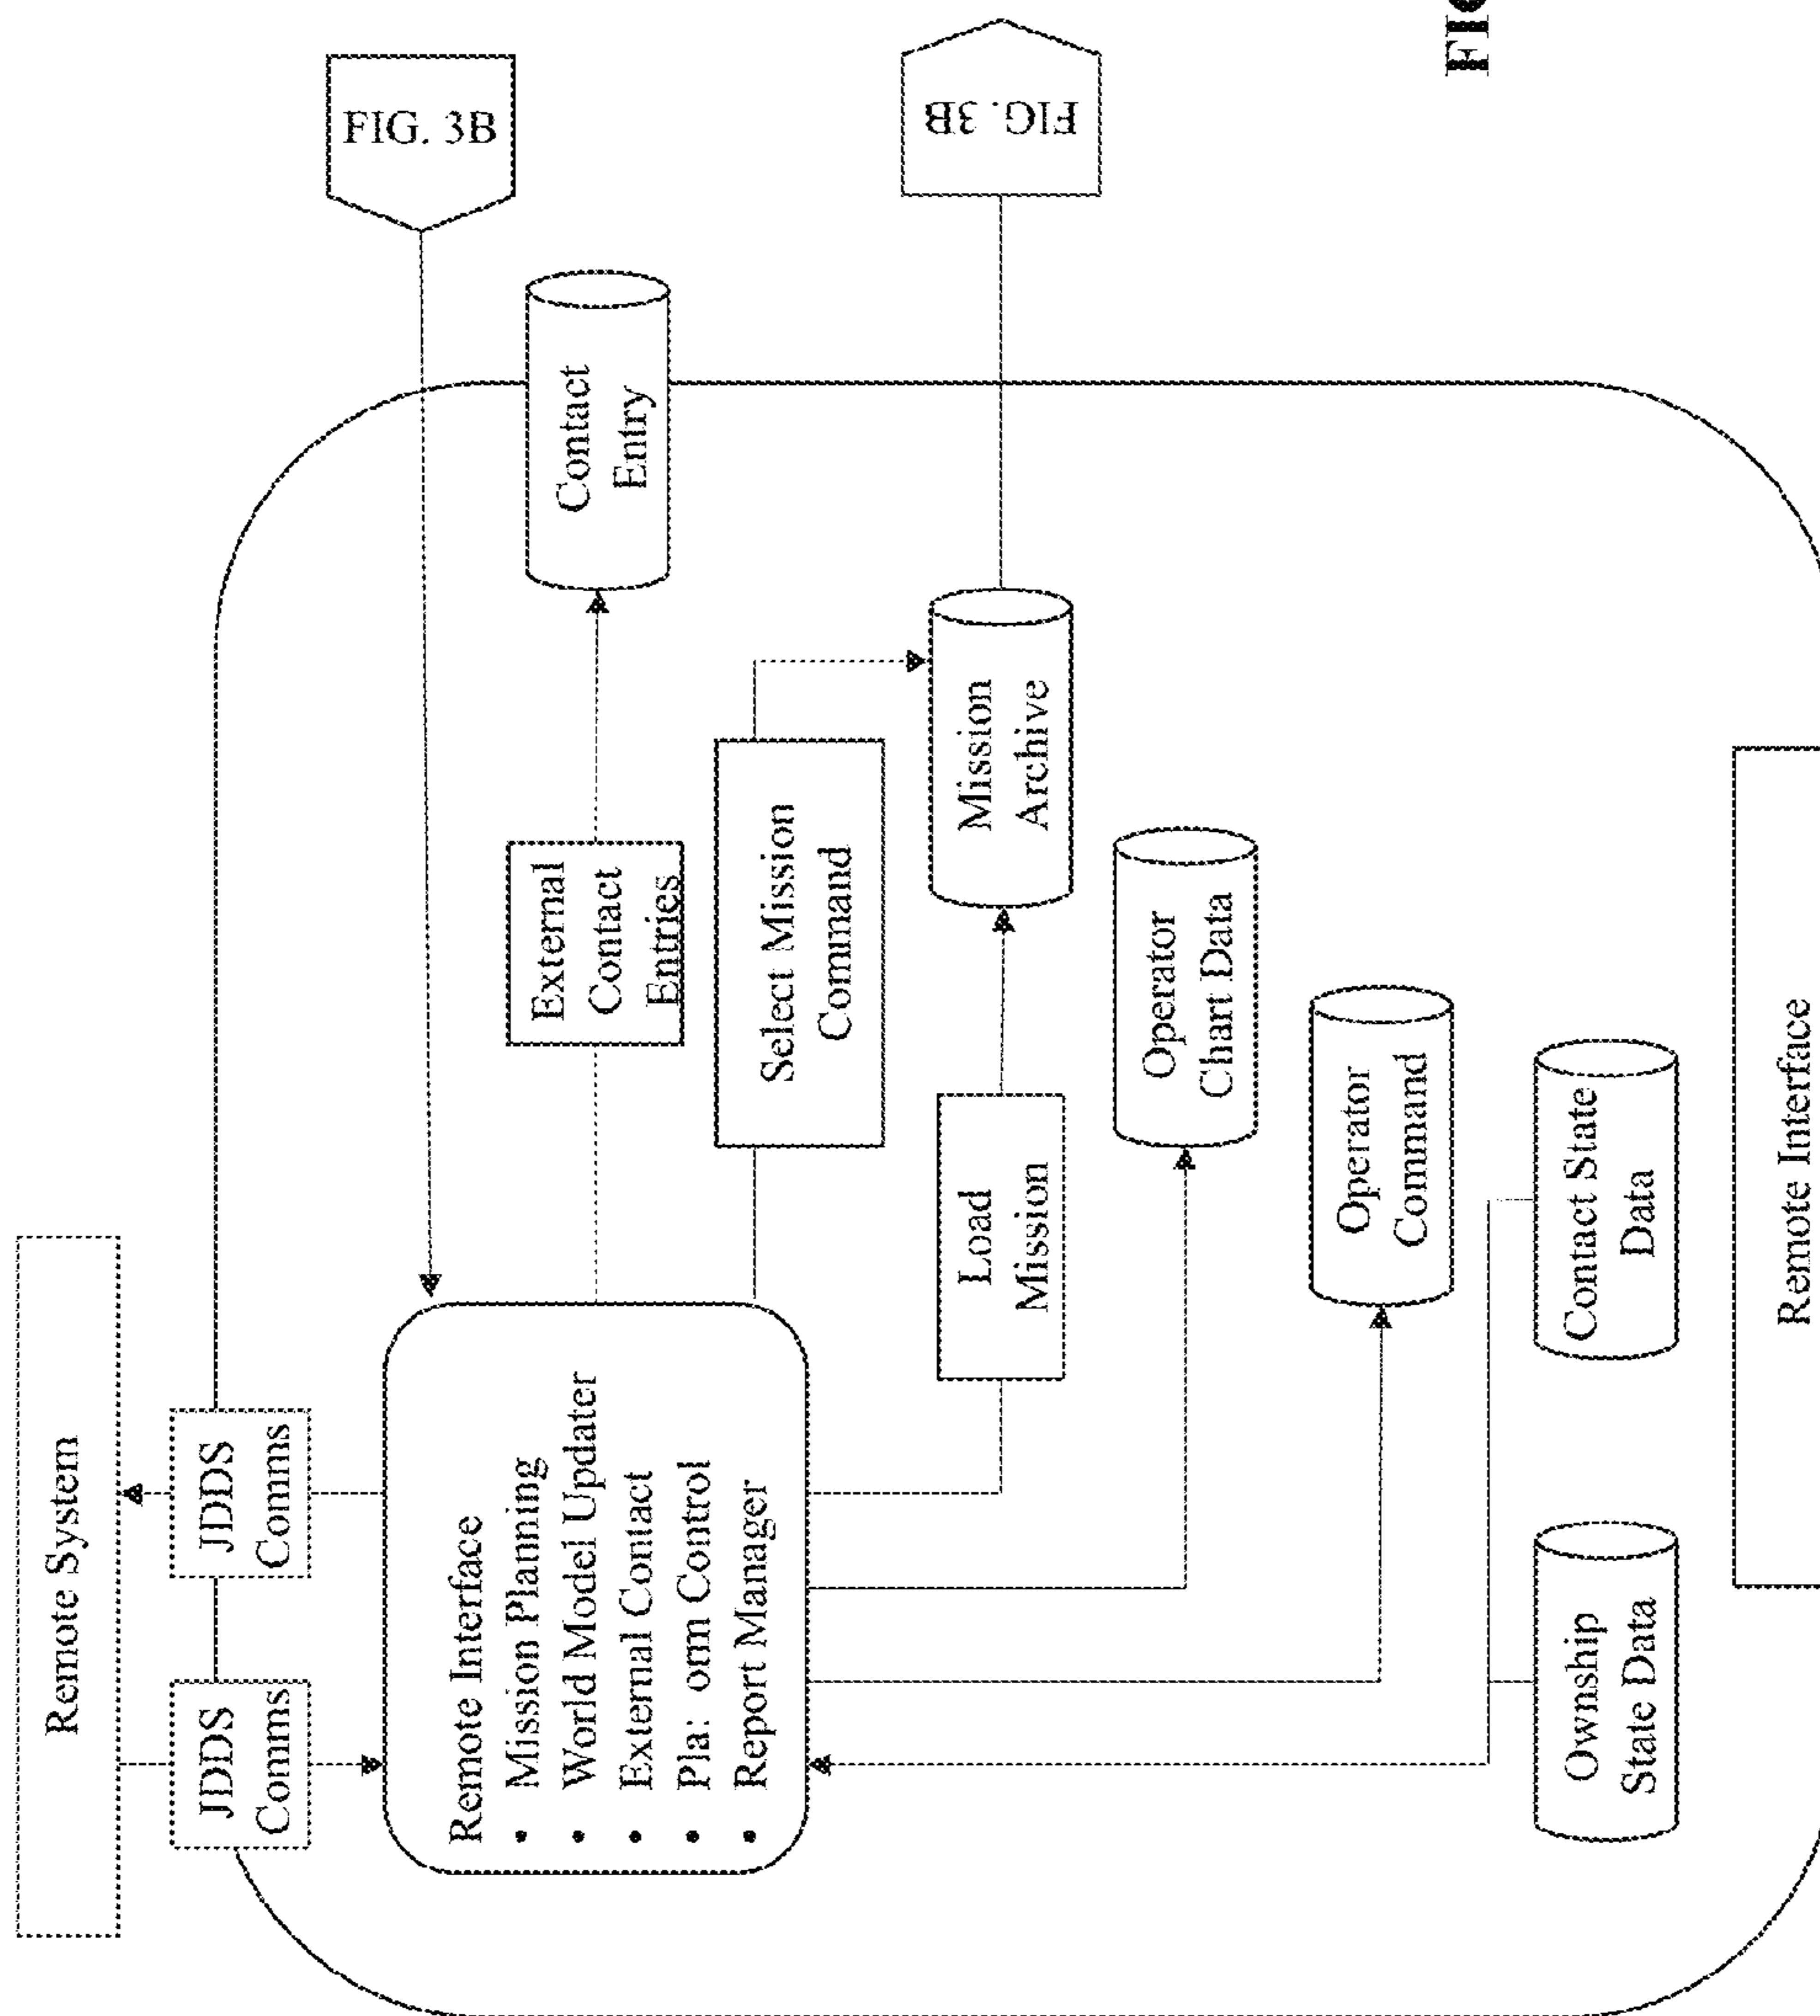 Remote System
JDDS
Comms
JDDS
Comms
FIG. 3B
Remote Interface
• Mission Planning
• World Model Updater
• External Contact
• Pla: orm Control
• Report Manager
External
Contact
Entries
Contact
Entry
Select Mission
Command
Load
Mission
Mission
Archive
FIG. 3B
Operator
Chart Data
Operator
Command
Ownship
State Data
Contact State
Data
Remote Interface